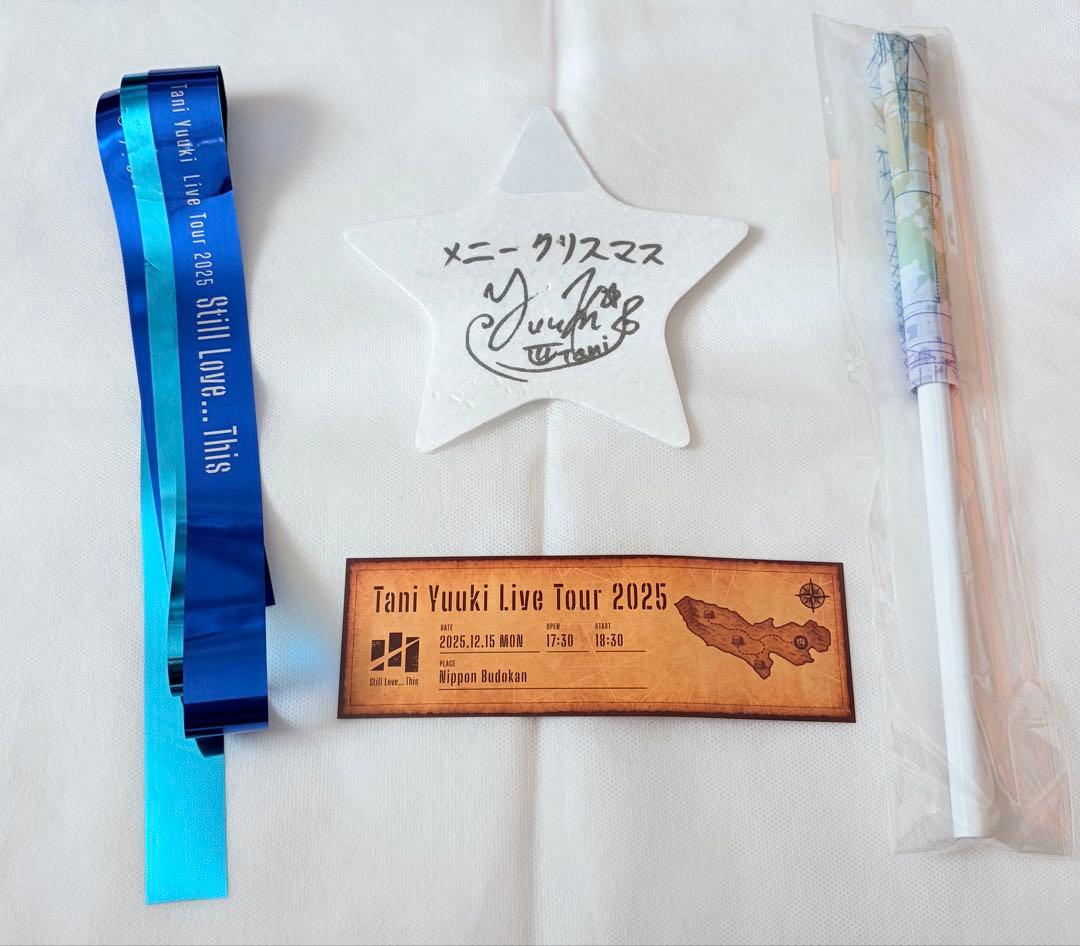 Tani Yuuki Live Tour 2025 Still Love... This
メニークリスマス
Yuuki
Tani
Tani Yuuki Live Tour 2025
DATE
2025.12.15 MON
OPEN
17:30
START
18:30
PLACE
Nippon Budokan
Still Love... This